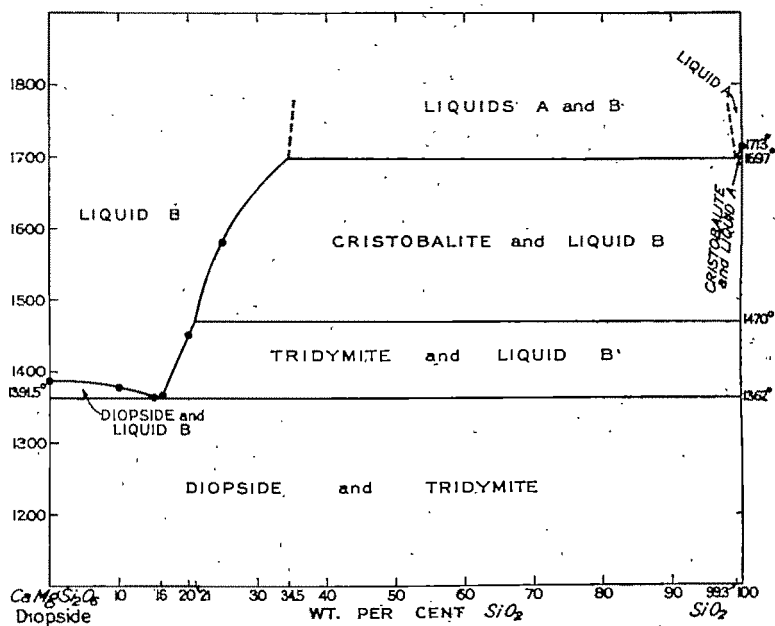 1800
1700
1600
1500
1400
1391.5°
1300
1200
LIQUID B
LIQUIDS A and B
LIQUID A
1713°
1697°
CRISTOBALITE and LIQUID B
CRISTOBALITE
and LIQUID A
1470°
TRIDYMITE and LIQUID B
1362°
DIOPSIDE and
LIQUID B
DIOPSIDE and TRIDYMITE
CaMgSi2O6
Diopside
10 16 20 21 30 34.5 40 50 60 70 80 90 99.3 100
WT. PER CENT SiO2
SiO2